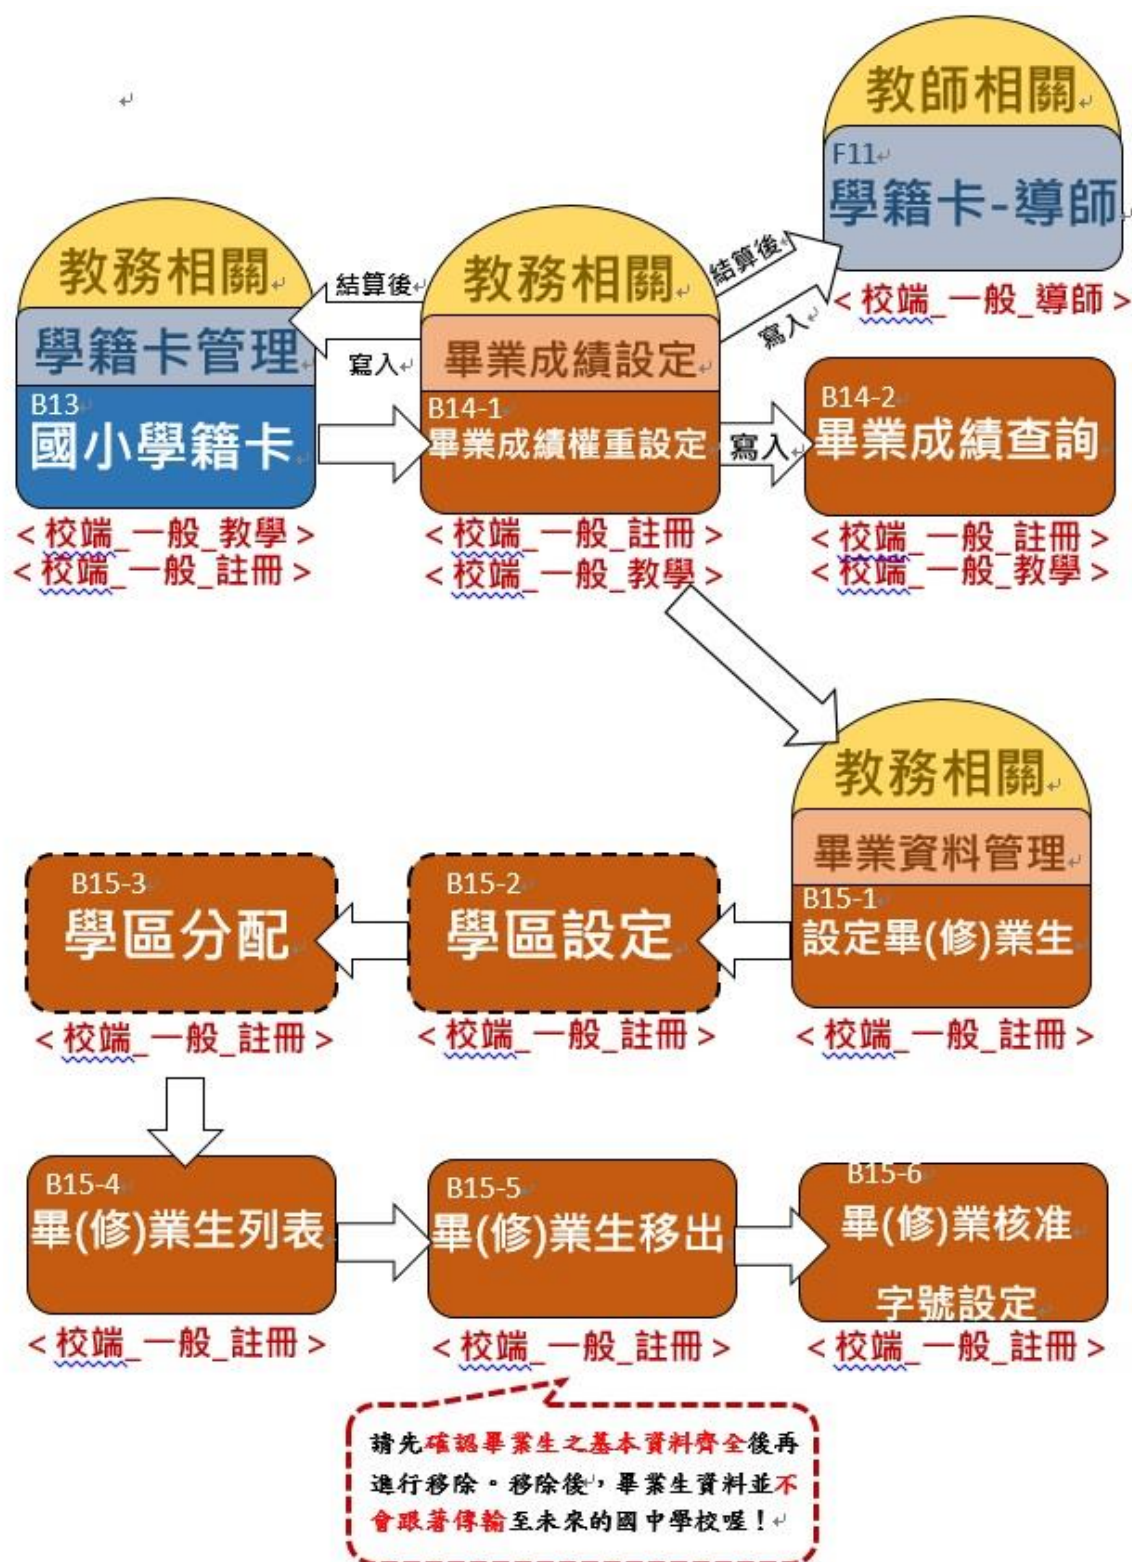 教師相關
F11
學籍卡-導師
<校端_一般_導師>
教務相關
學籍卡管理
B13
國小學籍卡
<校端_一般_教學>
<校端_一般_註冊>
結算後
寫入
教務相關
畢業成績設定
B14-1
畢業成績權重設定
<校端_一般_註冊>
<校端_一般_教學>
結算後
寫入
寫入
B14-2
畢業成績查詢
<校端_一般_註冊>
<校端_一般_教學>
教務相關
畢業資料管理
B15-1
設定畢(修)業生
<校端_一般_註冊>
B15-2
學區設定
<校端_一般_註冊>
B15-3
學區分配
<校端_一般_註冊>
B15-4
畢(修)業生列表
<校端_一般_註冊>
B15-5
畢(修)業生移出
<校端_一般_註冊>
B15-6
畢(修)業核准
字號設定
<校端_一般_註冊>
請先確認畢業生之基本資料齊全後再
進行移除。移除後，畢業生資料並不
會跟著傳輸至未來的國中學校喔！